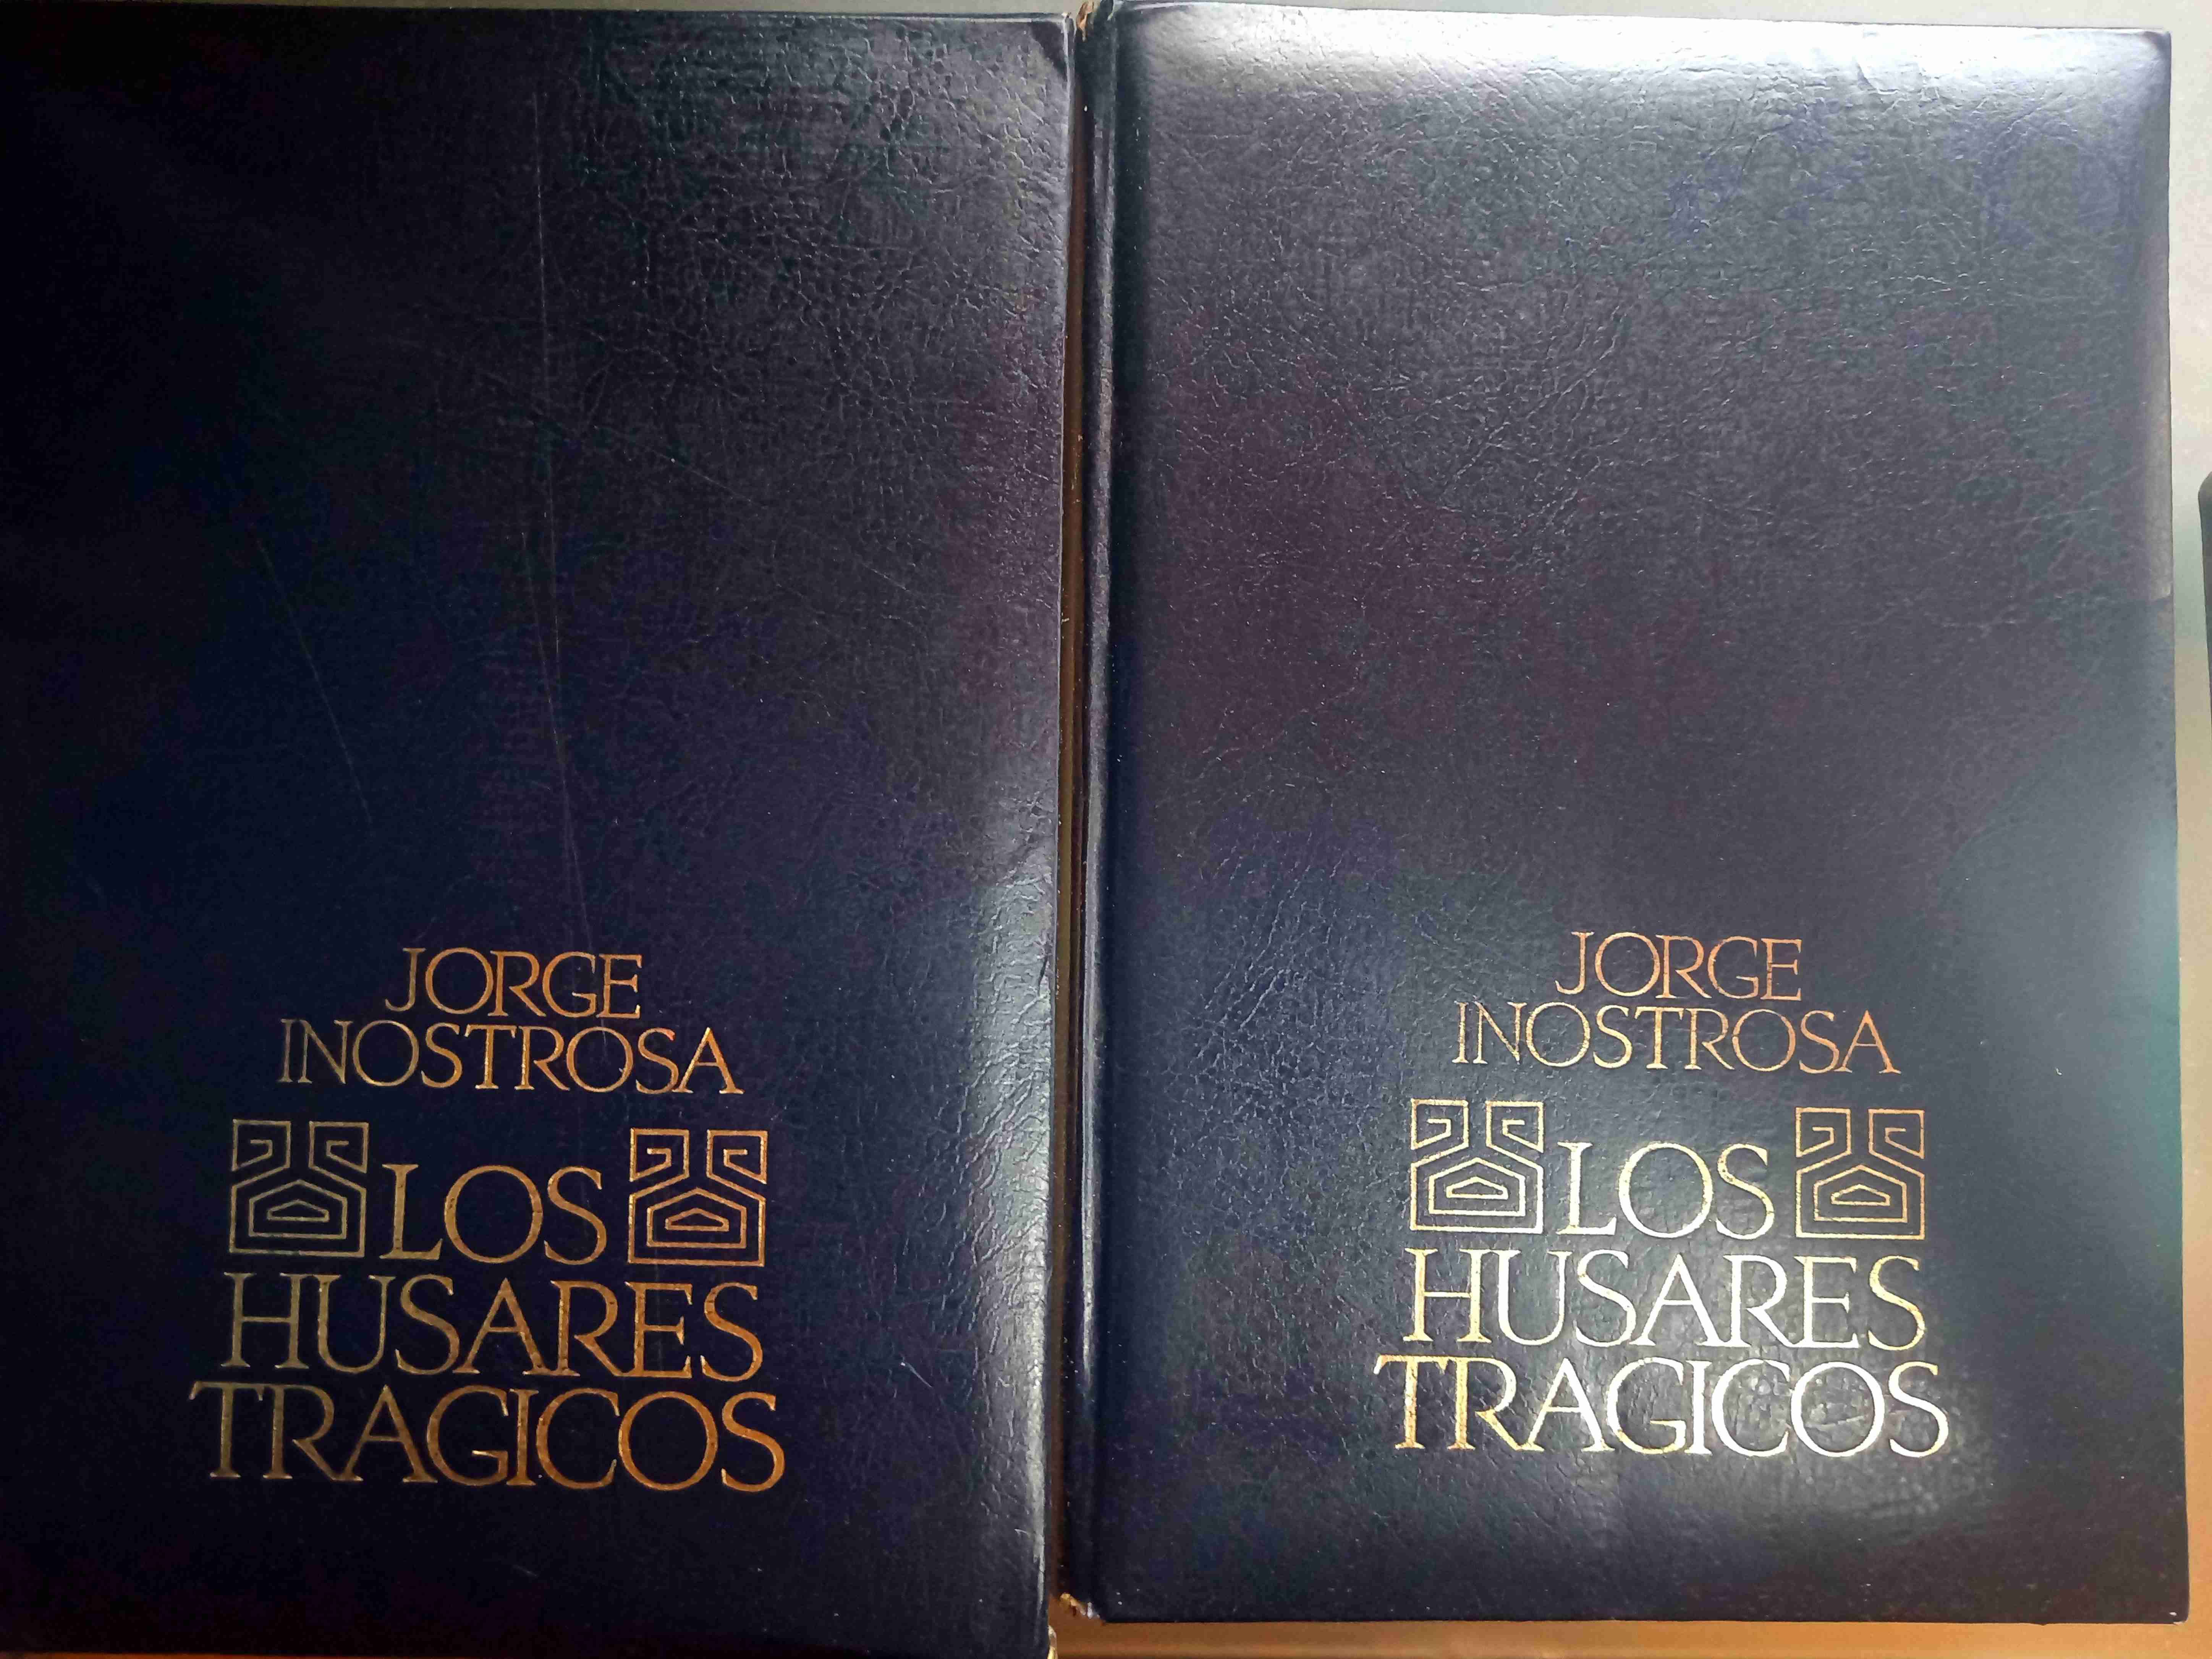 JORGE
INOSTROSA
LOS
HUSARES
TRAGICOS
JORGE
INOSTROSA
LOS
HUSARES
TRAGICOS